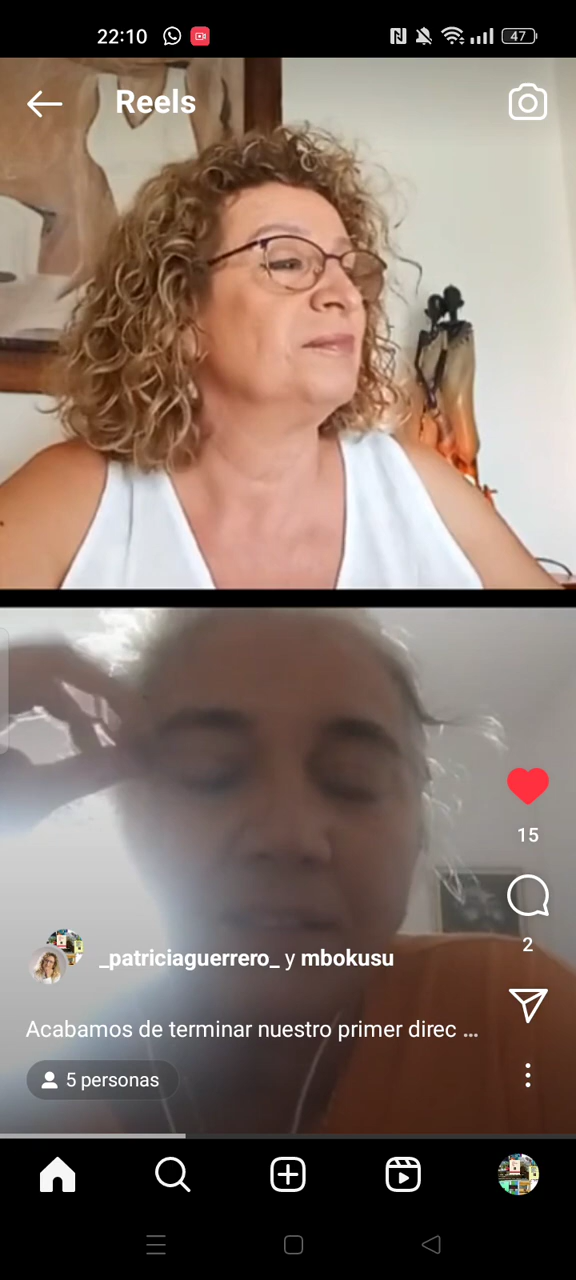 22:10
47
Reels
15
2
_patriciaguerrero_ y mbokusu
Acabamos de terminar nuestro primer direc ...
5 personas